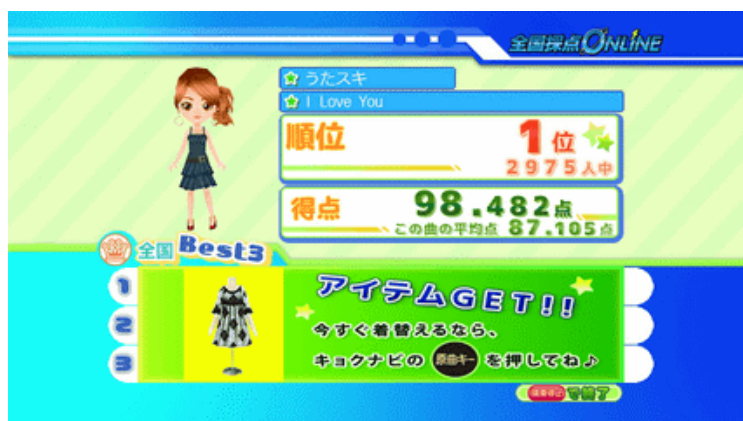 全国採点ONLINE
うたスキ
I Love You
順位
1位
2975人中
得点
98.482点
この曲の平均点 87.105点
全国Best3
1
2
3
アイテムGET!!
今すぐ着替えるなら、
キョクナビの 原曲キー を押してね♪
で終了